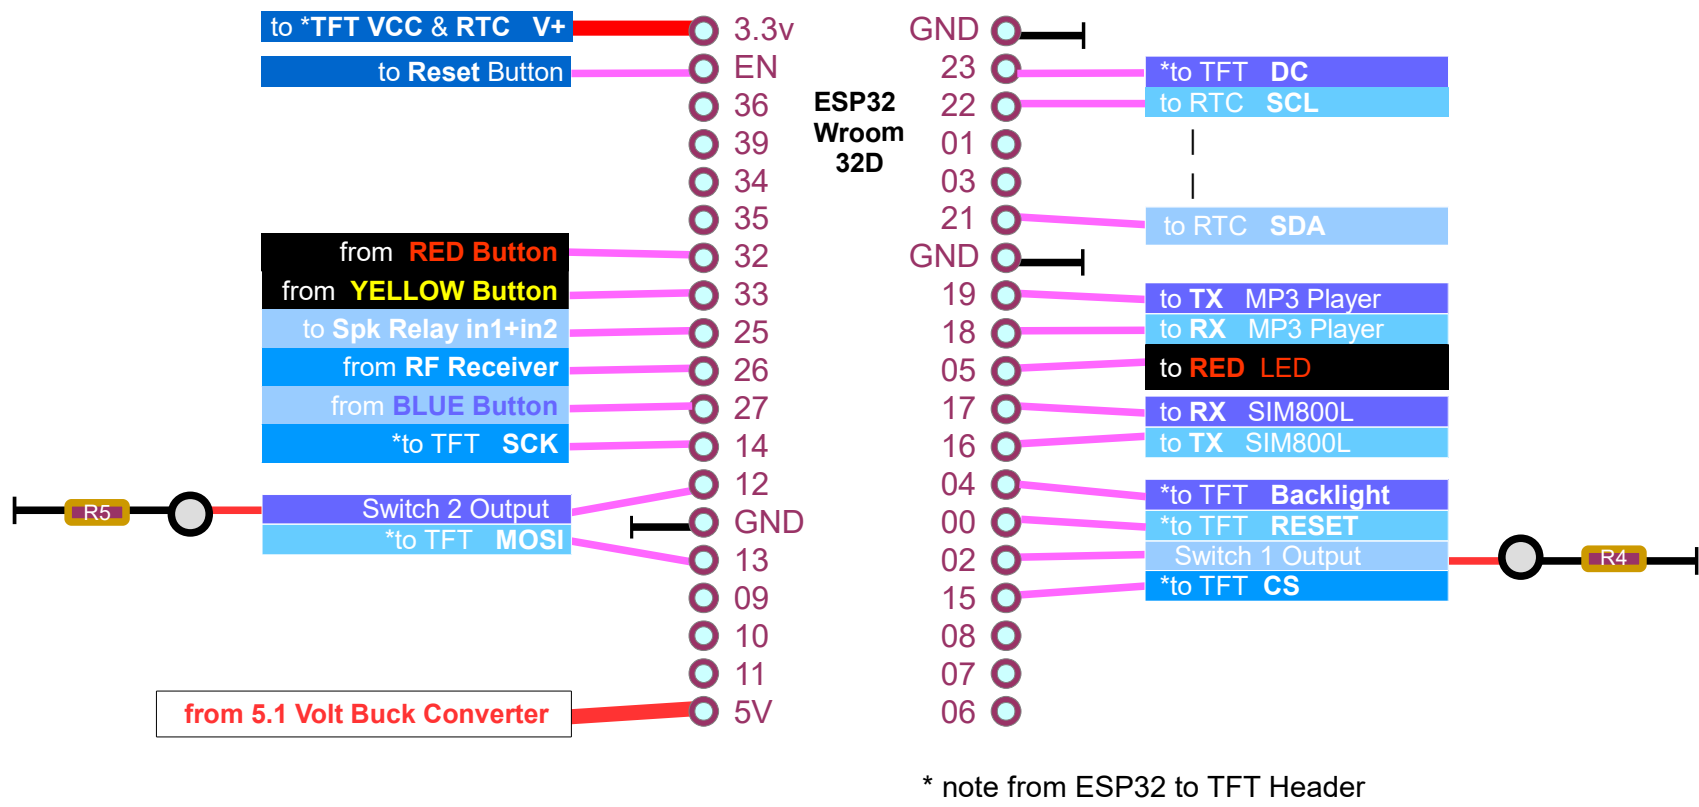 to *TFT VCC & RTC V+
to Reset Button
from RED Button
from YELLOW Button
to Spk Relay in1+in2
from RF Receiver
from BLUE Button
*to TFT SCK
Switch 2 Output
*to TFT MOSI
R5
from 5.1 Volt Buck Converter
3.3v
EN
36
39
34
35
32
33
25
26
27
14
12
GND
13
09
10
11
5V
ESP32
Wroom
32D
GND
23
22
01
03
21
GND
19
18
05
17
16
04
00
02
15
08
07
06
*to TFT DC
to RTC SCL
to RTC SDA
to TX MP3 Player
to RX MP3 Player
to RED LED
to RX SIM800L
to TX SIM800L
*to TFT Backlight
*to TFT RESET
Switch 1 Output
*to TFT CS
R4
* note from ESP32 to TFT Header